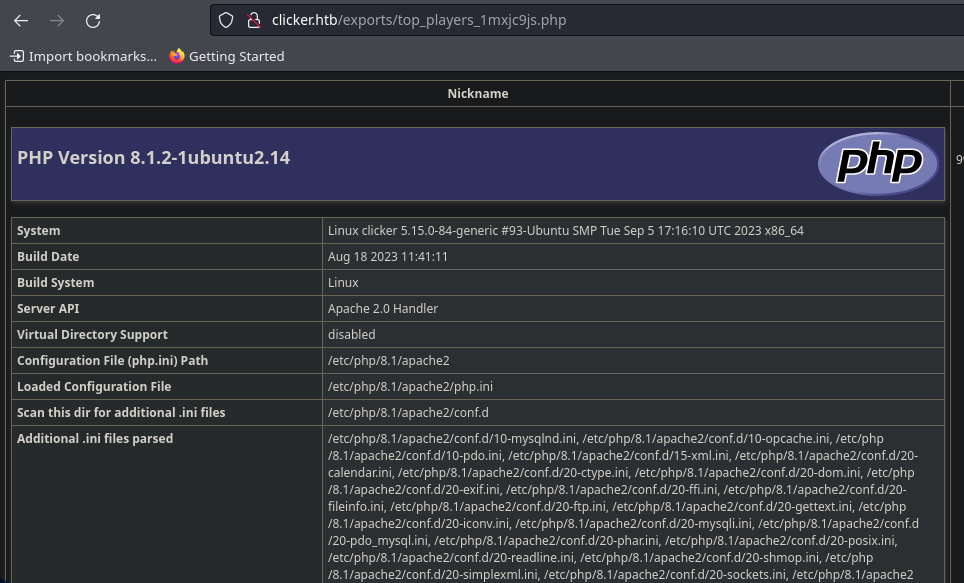 clicker.htb/exports/top_players_1mxjc9js.php
Import bookmarks... Getting Started
Nickname
PHP Version 8.1.2-1ubuntu2.14
php
System Linux clicker 5.15.0-84-generic #93-Ubuntu SMP Tue Sep 5 17:16:10 UTC 2023 x86_64
Build Date Aug 18 2023 11:41:11
Build System Linux
Server API Apache 2.0 Handler
Virtual Directory Support disabled
Configuration File (php.ini) Path /etc/php/8.1/apache2
Loaded Configuration File /etc/php/8.1/apache2/php.ini
Scan this dir for additional .ini files /etc/php/8.1/apache2/conf.d
Additional .ini files parsed /etc/php/8.1/apache2/conf.d/10-mysqlnd.ini, /etc/php/8.1/apache2/conf.d/10-opcache.ini, /etc/php
/8.1/apache2/conf.d/10-pdo.ini, /etc/php/8.1/apache2/conf.d/15-xml.ini, /etc/php/8.1/apache2/conf.d/20-
calendar.ini, /etc/php/8.1/apache2/conf.d/20-ctype.ini, /etc/php/8.1/apache2/conf.d/20-dom.ini, /etc/php
/8.1/apache2/conf.d/20-exif.ini, /etc/php/8.1/apache2/conf.d/20-ffi.ini, /etc/php/8.1/apache2/conf.d/20-
fileinfo.ini, /etc/php/8.1/apache2/conf.d/20-ftp.ini, /etc/php/8.1/apache2/conf.d/20-gettext.ini, /etc/php
/8.1/apache2/conf.d/20-iconv.ini, /etc/php/8.1/apache2/conf.d/20-mysqli.ini, /etc/php/8.1/apache2/conf.d
/20-pdo_mysql.ini, /etc/php/8.1/apache2/conf.d/20-phar.ini, /etc/php/8.1/apache2/conf.d/20-posix.ini,
/etc/php/8.1/apache2/conf.d/20-readline.ini, /etc/php/8.1/apache2/conf.d/20-shmop.ini, /etc/php
/8.1/apache2/conf.d/20-simplexml.ini, /etc/php/8.1/apache2/conf.d/20-sockets.ini, /etc/php/8.1/apache2